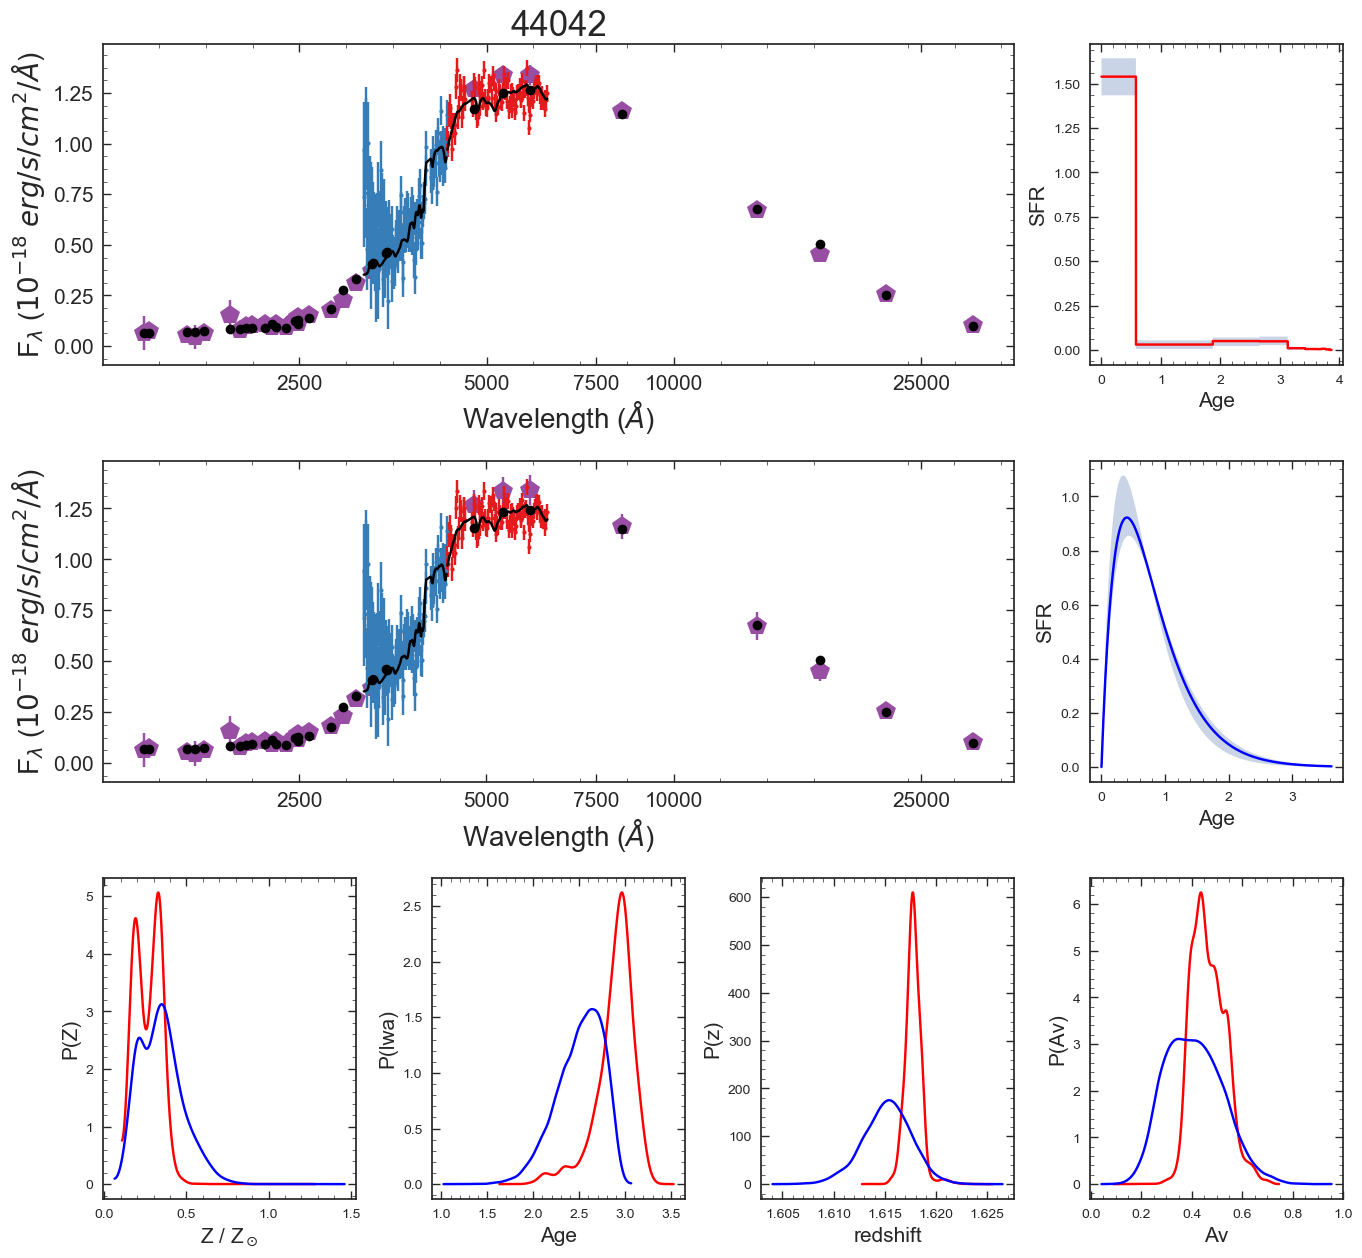 44042
F_λ (10^−18 erg/s/cm^2/Å)
1.25
1.00
0.75
0.50
0.25
0.00
2500 5000 7500 10000 25000
Wavelength (Å)
SFR
1.50
1.25
1.00
0.75
0.50
0.25
0.00
0 1 2 3 4
Age
F_λ (10^−18 erg/s/cm^2/Å)
1.25
1.00
0.75
0.50
0.25
0.00
2500 5000 7500 10000 25000
Wavelength (Å)
SFR
1.0
0.8
0.6
0.4
0.2
0.0
0 1 2 3
Age
P(Z)
5
4
3
2
1
0
0.0 0.5 1.0 1.5
Z / Z_⊙
P(lwa)
2.5
2.0
1.5
1.0
0.5
0.0
1.0 1.5 2.0 2.5 3.0 3.5
Age
P(z)
600
500
400
300
200
100
0
1.605 1.610 1.615 1.620 1.625
redshift
P(Av)
6
5
4
3
2
1
0
0.0 0.2 0.4 0.6 0.8 1.0
Av